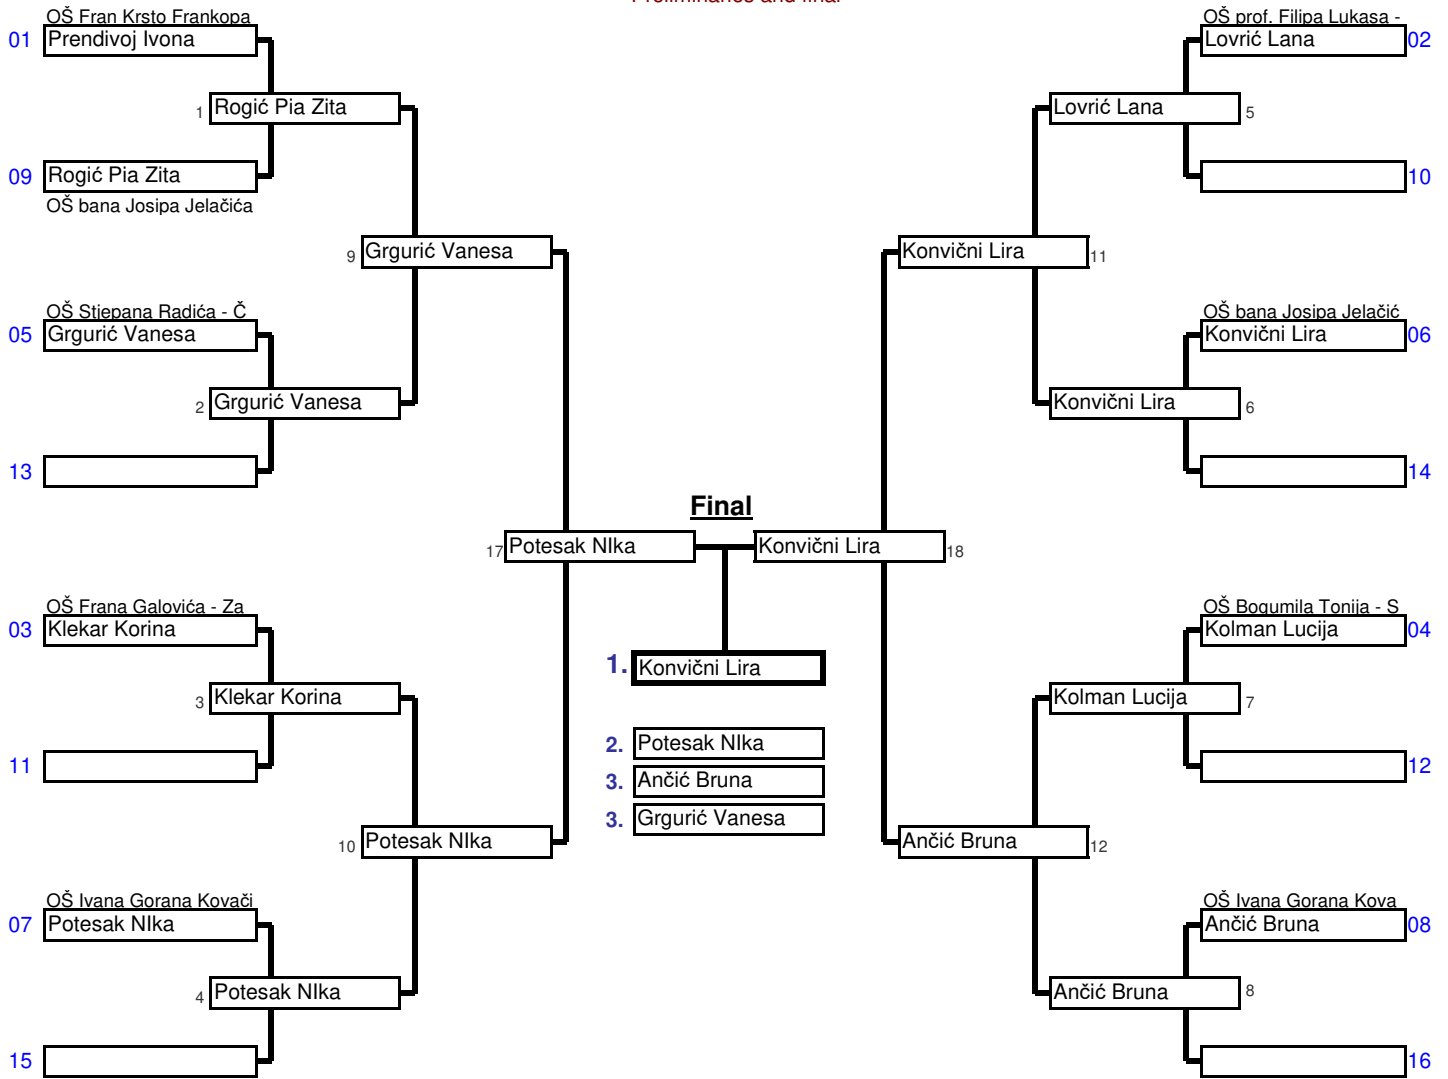 Preliminaries and final
OŠ Fran Krsto Frankopa
01 Prendivoj Ivona
1 Rogić Pia Zita
09 Rogić Pia Zita
OŠ bana Josipa Jelačića
9 Grgurić Vanesa
OŠ Stjepana Radića - Č
05 Grgurić Vanesa
2 Grgurić Vanesa
13
17 Potesak NIka
OŠ Frana Galovića - Za
03 Klekar Korina
3 Klekar Korina
11
10 Potesak NIka
OŠ Ivana Gorana Kovači
07 Potesak NIka
4 Potesak NIka
15
Final
1. Konvični Lira
2. Potesak NIka
3. Ančić Bruna
3. Grgurić Vanesa
OŠ prof. Filipa Lukasa -
Lovrić Lana 02
Lovrić Lana 5
10
Konvični Lira 11
OŠ bana Josipa Jelačić
Konvični Lira 06
Konvični Lira 6
14
Konvični Lira 18
OŠ Bogumila Tonija - S
Kolman Lucija 04
Kolman Lucija 7
12
Ančić Bruna 12
OŠ Ivana Gorana Kova
Ančić Bruna 08
Ančić Bruna 8
16